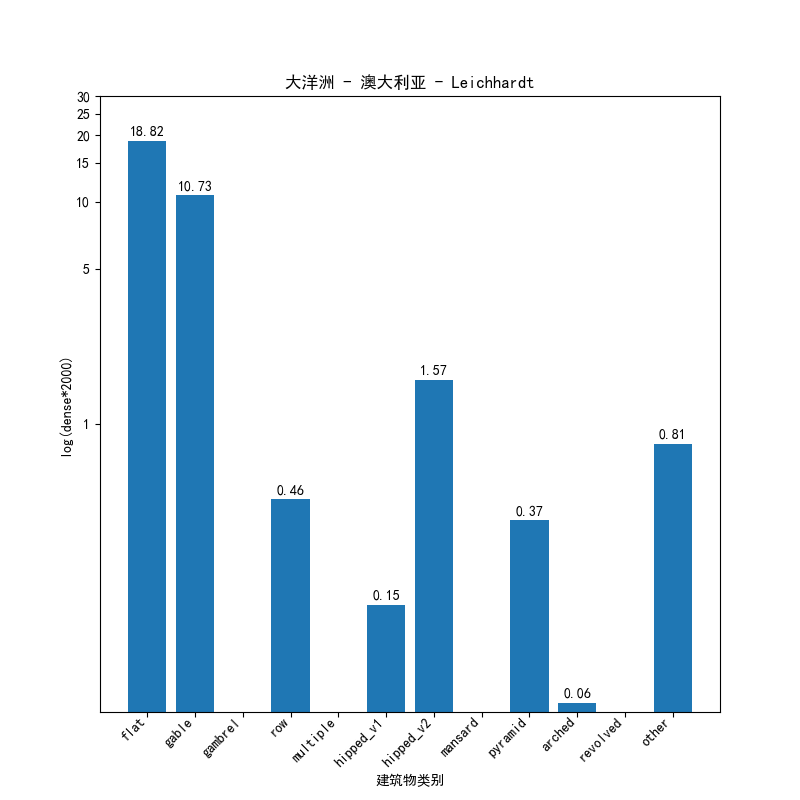 大洋洲 - 澳大利亚 - Leichhardt
30
25
20
15
10
5
1
log(dense*2000)
18.82
10.73
0.46
0.15
1.57
0.37
0.06
0.81
flat
gable
gambrel
row
multiple
hipped_v1
hipped_v2
mansard
pyramid
arched
revolved
other
建筑物类别